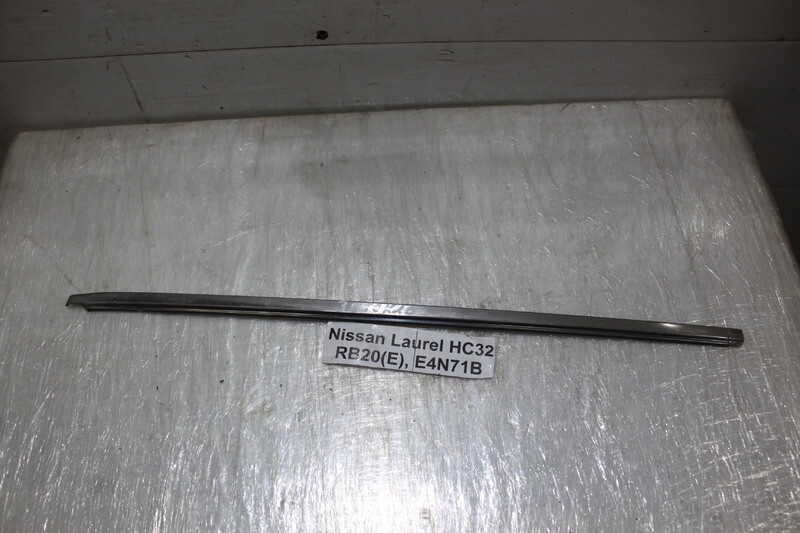 Nissan Laurel HC32
RB20(E), E4N71B